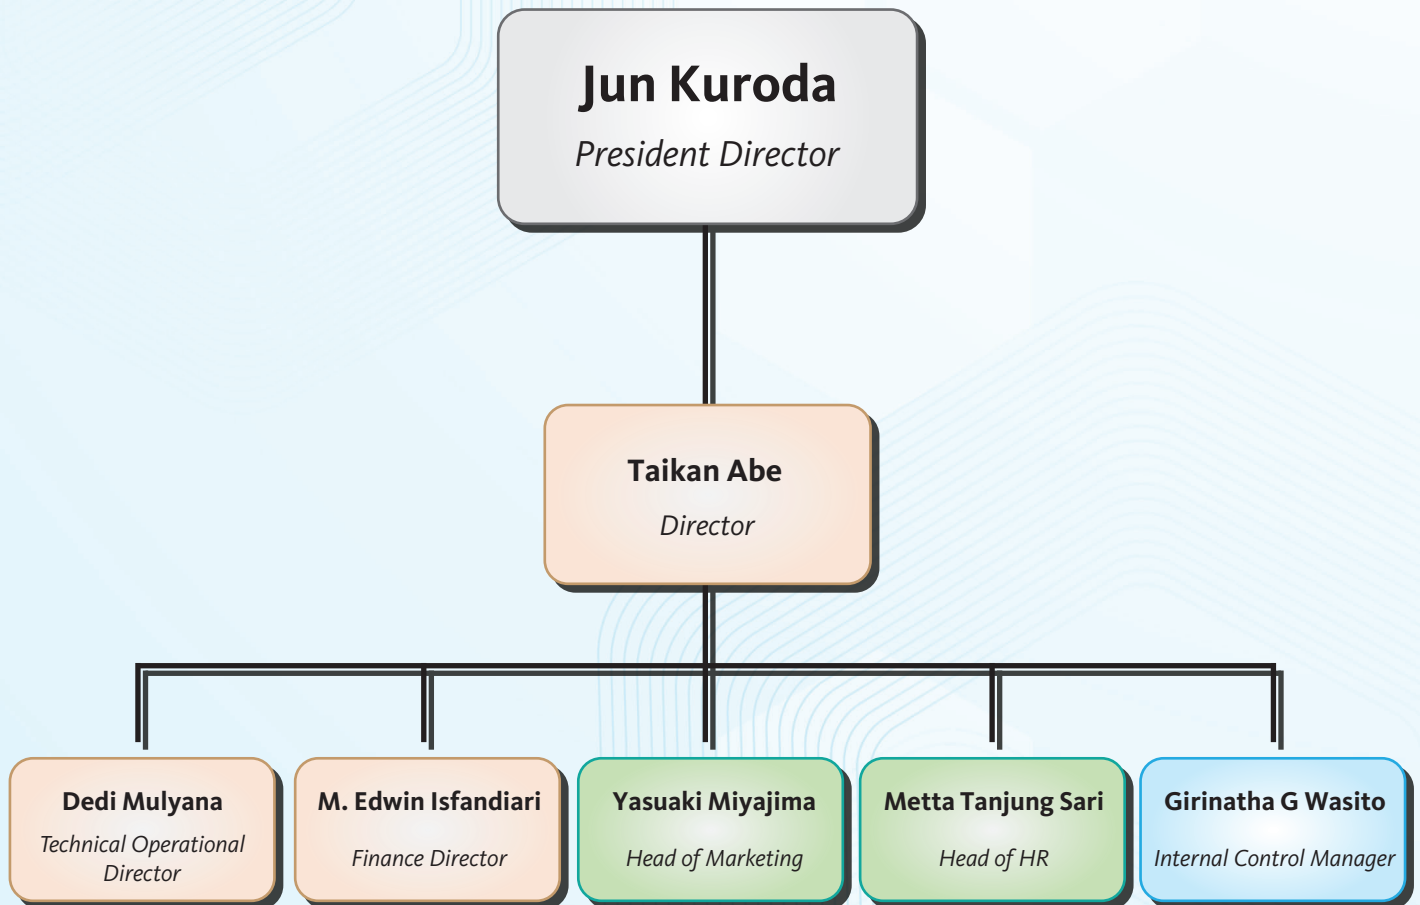 Jun Kuroda
President Director
Taikan Abe
Director
Dedi Mulyana
Technical Operational
Director
M. Edwin Isfandiari
Finance Director
Yasuaki Miyajima
Head of Marketing
Metta Tanjung Sari
Head of HR
Girinatha G Wasito
Internal Control Manager